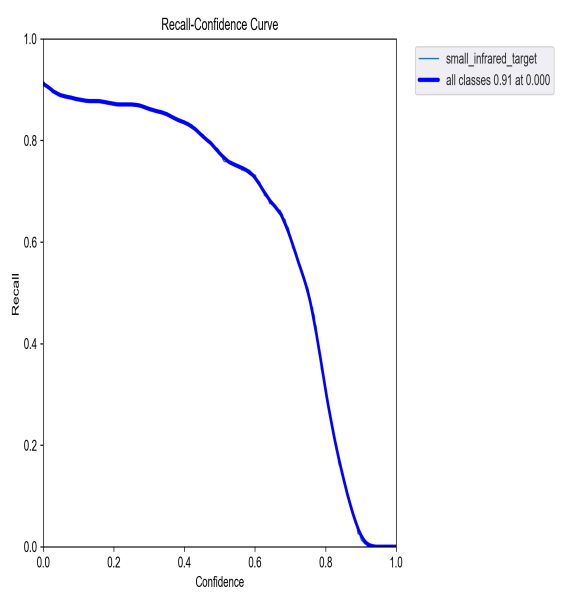 Recall-Confidence Curve
1.0
0.8
0.6
0.4
0.2
0.0
Recall
0.0 0.2 0.4 0.6 0.8 1.0
Confidence
small_infrared_target
all classes 0.91 at 0.000